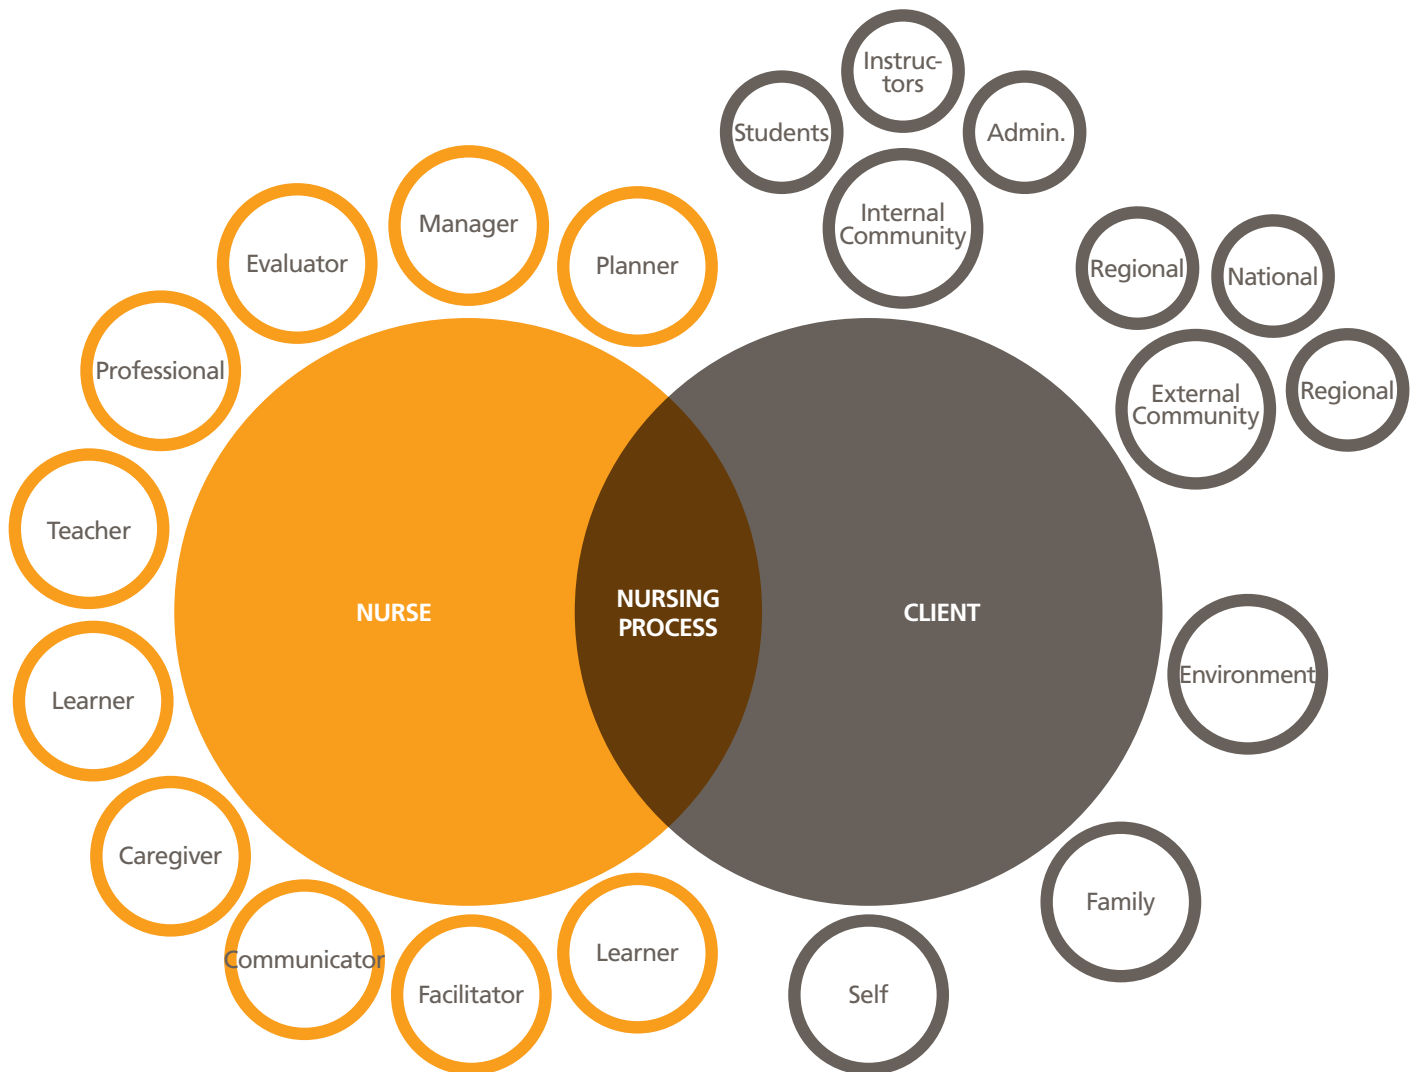 Instruc-
tors
Students
Admin.
Internal
Community
Manager
Evaluator
Planner
Regional
National
Professional
External
Community
Regional
Teacher
NURSE
NURSING
PROCESS
CLIENT
Learner
Environment
Caregiver
Family
Communicator
Facilitator
Learner
Self